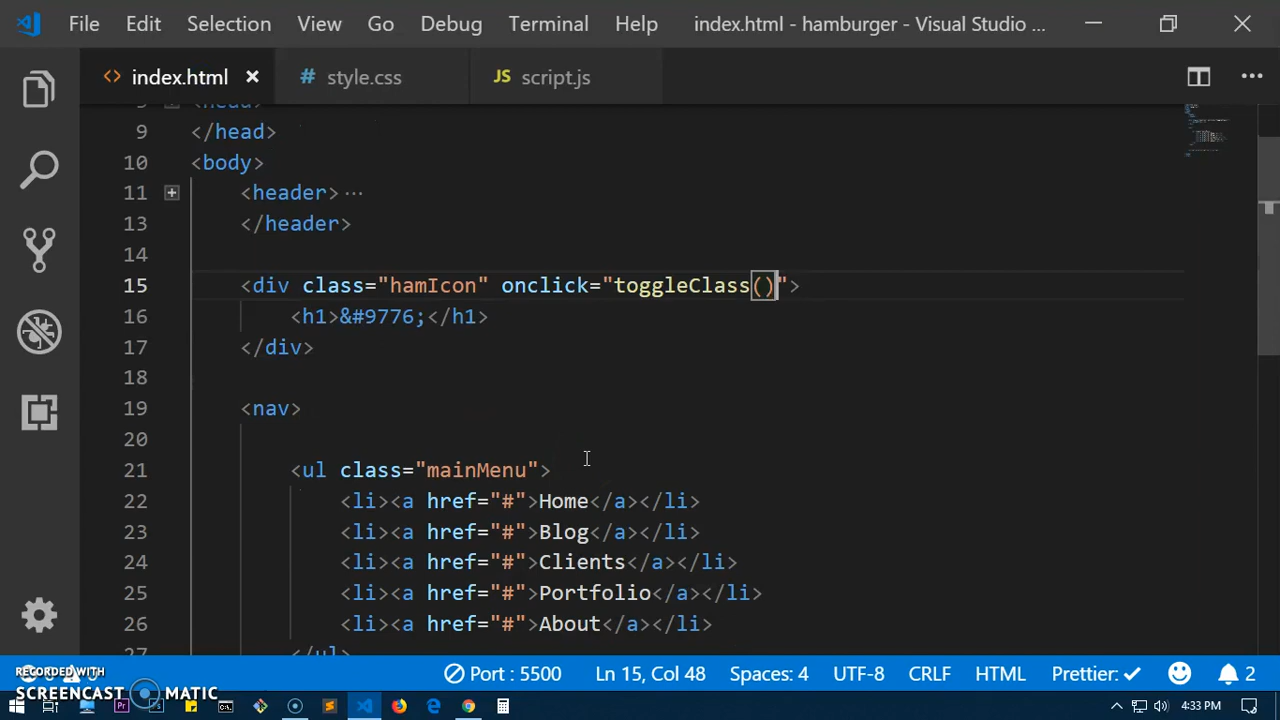 File Edit Selection View Go Debug Terminal Help index.html - hamburger - Visual Studio ...
<> index.html × # style.css JS script.js ...
9 </head>
10 <body>
11 <header>...
13 </header>
14
15 <div class="hamIcon" onclick="toggleClass()">
16 <h1>&#9776;</h1>
17 </div>
18
19 <nav>
20
21 <ul class="mainMenu">
22 <li><a href="#">Home</a></li>
23 <li><a href="#">Blog</a></li>
24 <li><a href="#">Clients</a></li>
25 <li><a href="#">Portfolio</a></li>
26 <li><a href="#">About</a></li>
27 </ul>
Port : 5500 Ln 15, Col 48 Spaces: 4 UTF-8 CRLF HTML Prettier: ✓ 2
RECORDED WITH
SCREENCAST MATIC
4:33 PM